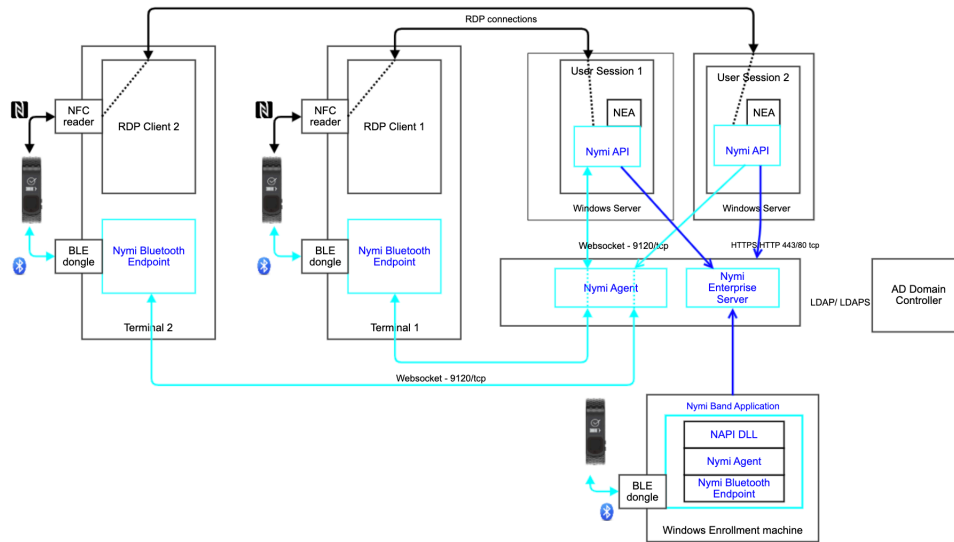 RDP connections
User Session 1
User Session 2
NFC
reader
RDP Client 2
NFC
reader
RDP Client 1
NEA
NEA
Nymi API
Nymi API
Windows Server
Windows Server
BLE
dongle
Nymi Bluetooth
Endpoint
BLE
dongle
Nymi Bluetooth
Endpoint
Websocket - 9120/tcp
HTTPS/HTTP 443/80 tcp
Nymi Agent
Nymi
Enterprise
Server
LDAP/ LDAPS
AD Domain
Controller
Terminal 2
Terminal 1
Websocket - 9120/tcp
Nymi Band Application
NAPI DLL
Nymi Agent
Nymi Bluetooth
Endpoint
BLE
dongle
Windows Enrollment machine